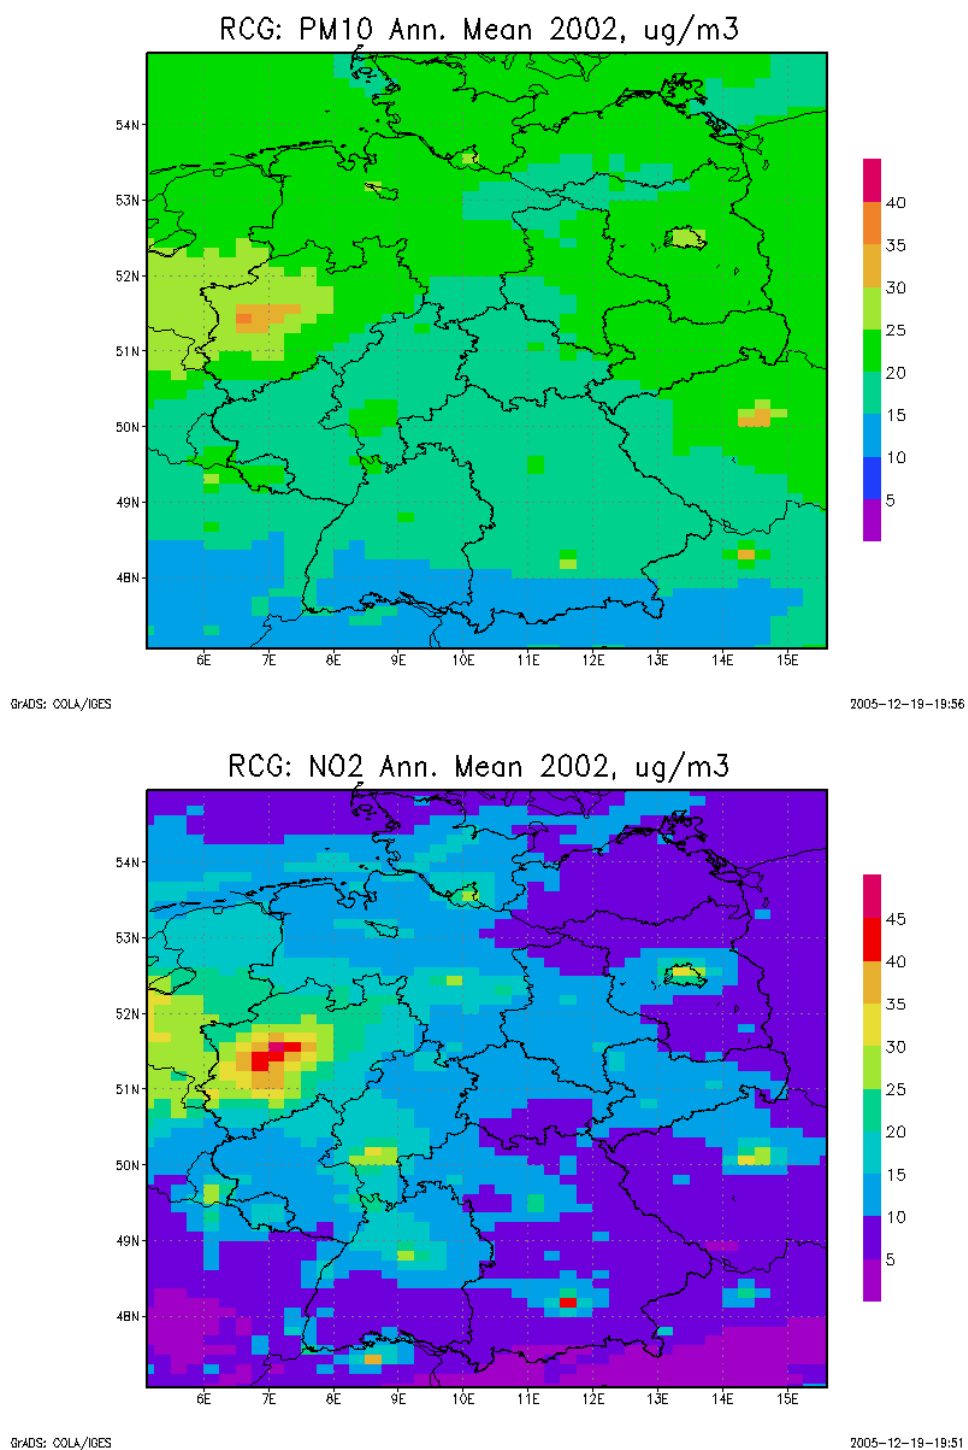 RCG: PM10 Ann. Mean 2002, ug/m3
54N
53N
52N
51N
50N
49N
48N
6E 7E 8E 9E 10E 11E 12E 13E 14E 15E
40
35
30
25
20
15
10
5
GrADS: COLA/IGES 2005-12-19-19:56
RCG: NO2 Ann. Mean 2002, ug/m3
54N
53N
52N
51N
50N
49N
48N
6E 7E 8E 9E 10E 11E 12E 13E 14E 15E
45
40
35
30
25
20
15
10
5
GrADS: COLA/IGES 2005-12-19-19:51